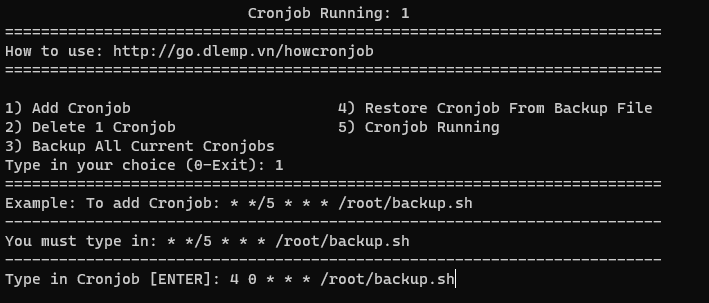 Cronjob Running: 1
=========================================================================
How to use: http://go.dlemp.vn/howcronjob
=========================================================================
1) Add Cronjob                       4) Restore Cronjob From Backup File
2) Delete 1 Cronjob                  5) Cronjob Running
3) Backup All Current Cronjobs
Type in your choice (0-Exit): 1
=========================================================================
Example: To add Cronjob: * */5 * * * /root/backup.sh
-------------------------------------------------------------------------
You must type in: * */5 * * * /root/backup.sh
-------------------------------------------------------------------------
Type in Cronjob [ENTER]: 4 0 * * * /root/backup.sh